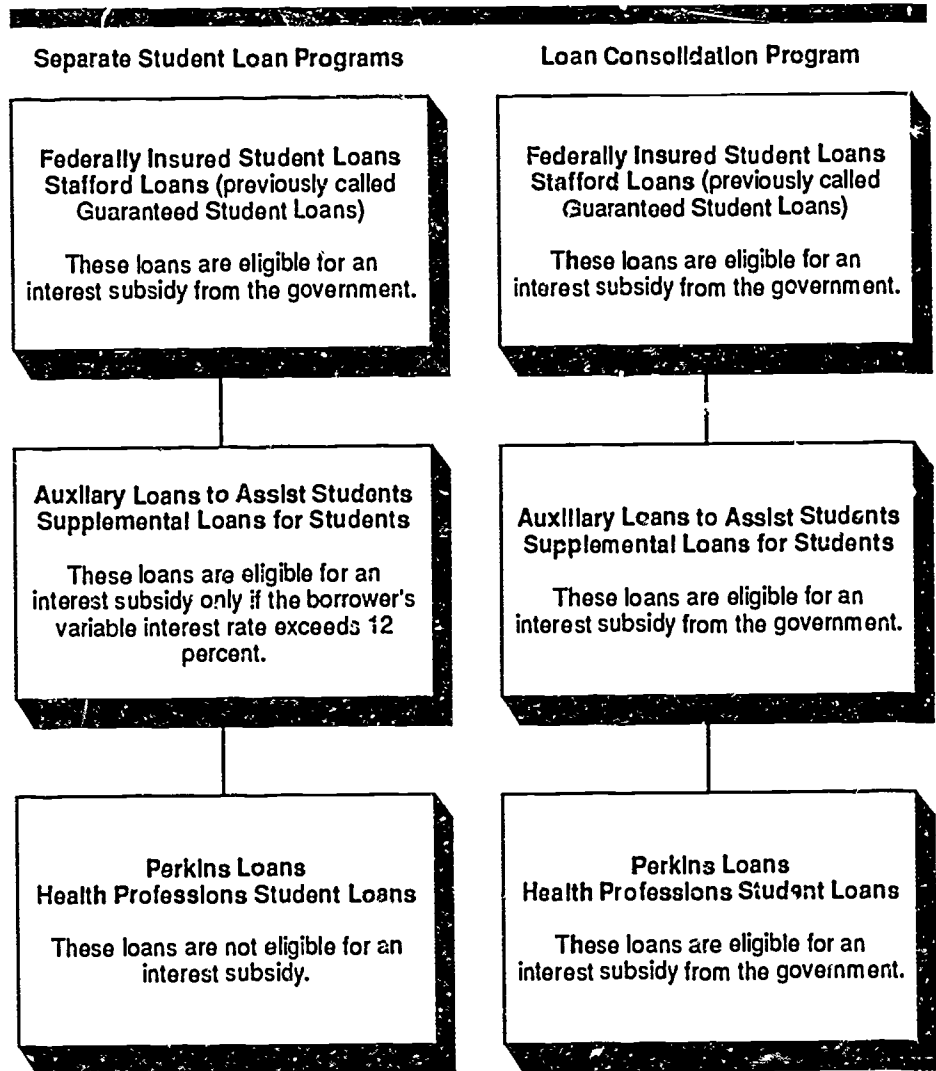 Separate Student Loan Programs
Federally Insured Student Loans
Stafford Loans (previously called
Guaranteed Student Loans)
These loans are eligible for an
interest subsidy from the government.
Auxilary Loans to Assist Students
Supplemental Loans for Students
These loans are eligible for an
interest subsidy only if the borrower's
variable interest rate exceeds 12
percent.
Perkins Loans
Health Professions Student Loans
These loans are not eligible for an
interest subsidy.
Loan Consolidation Program
Federally Insured Student Loans
Stafford Loans (previously called
Guaranteed Student Loans)
These loans are eligible for an
interest subsidy from the government.
Auxilliary Loans to Assist Students
Supplemental Loans for Students
These loans are eligible for an
interest subsidy from the government.
Perkins Loans
Health Professions Student Loans
These loans are eligible for an
interest subsidy from the government.